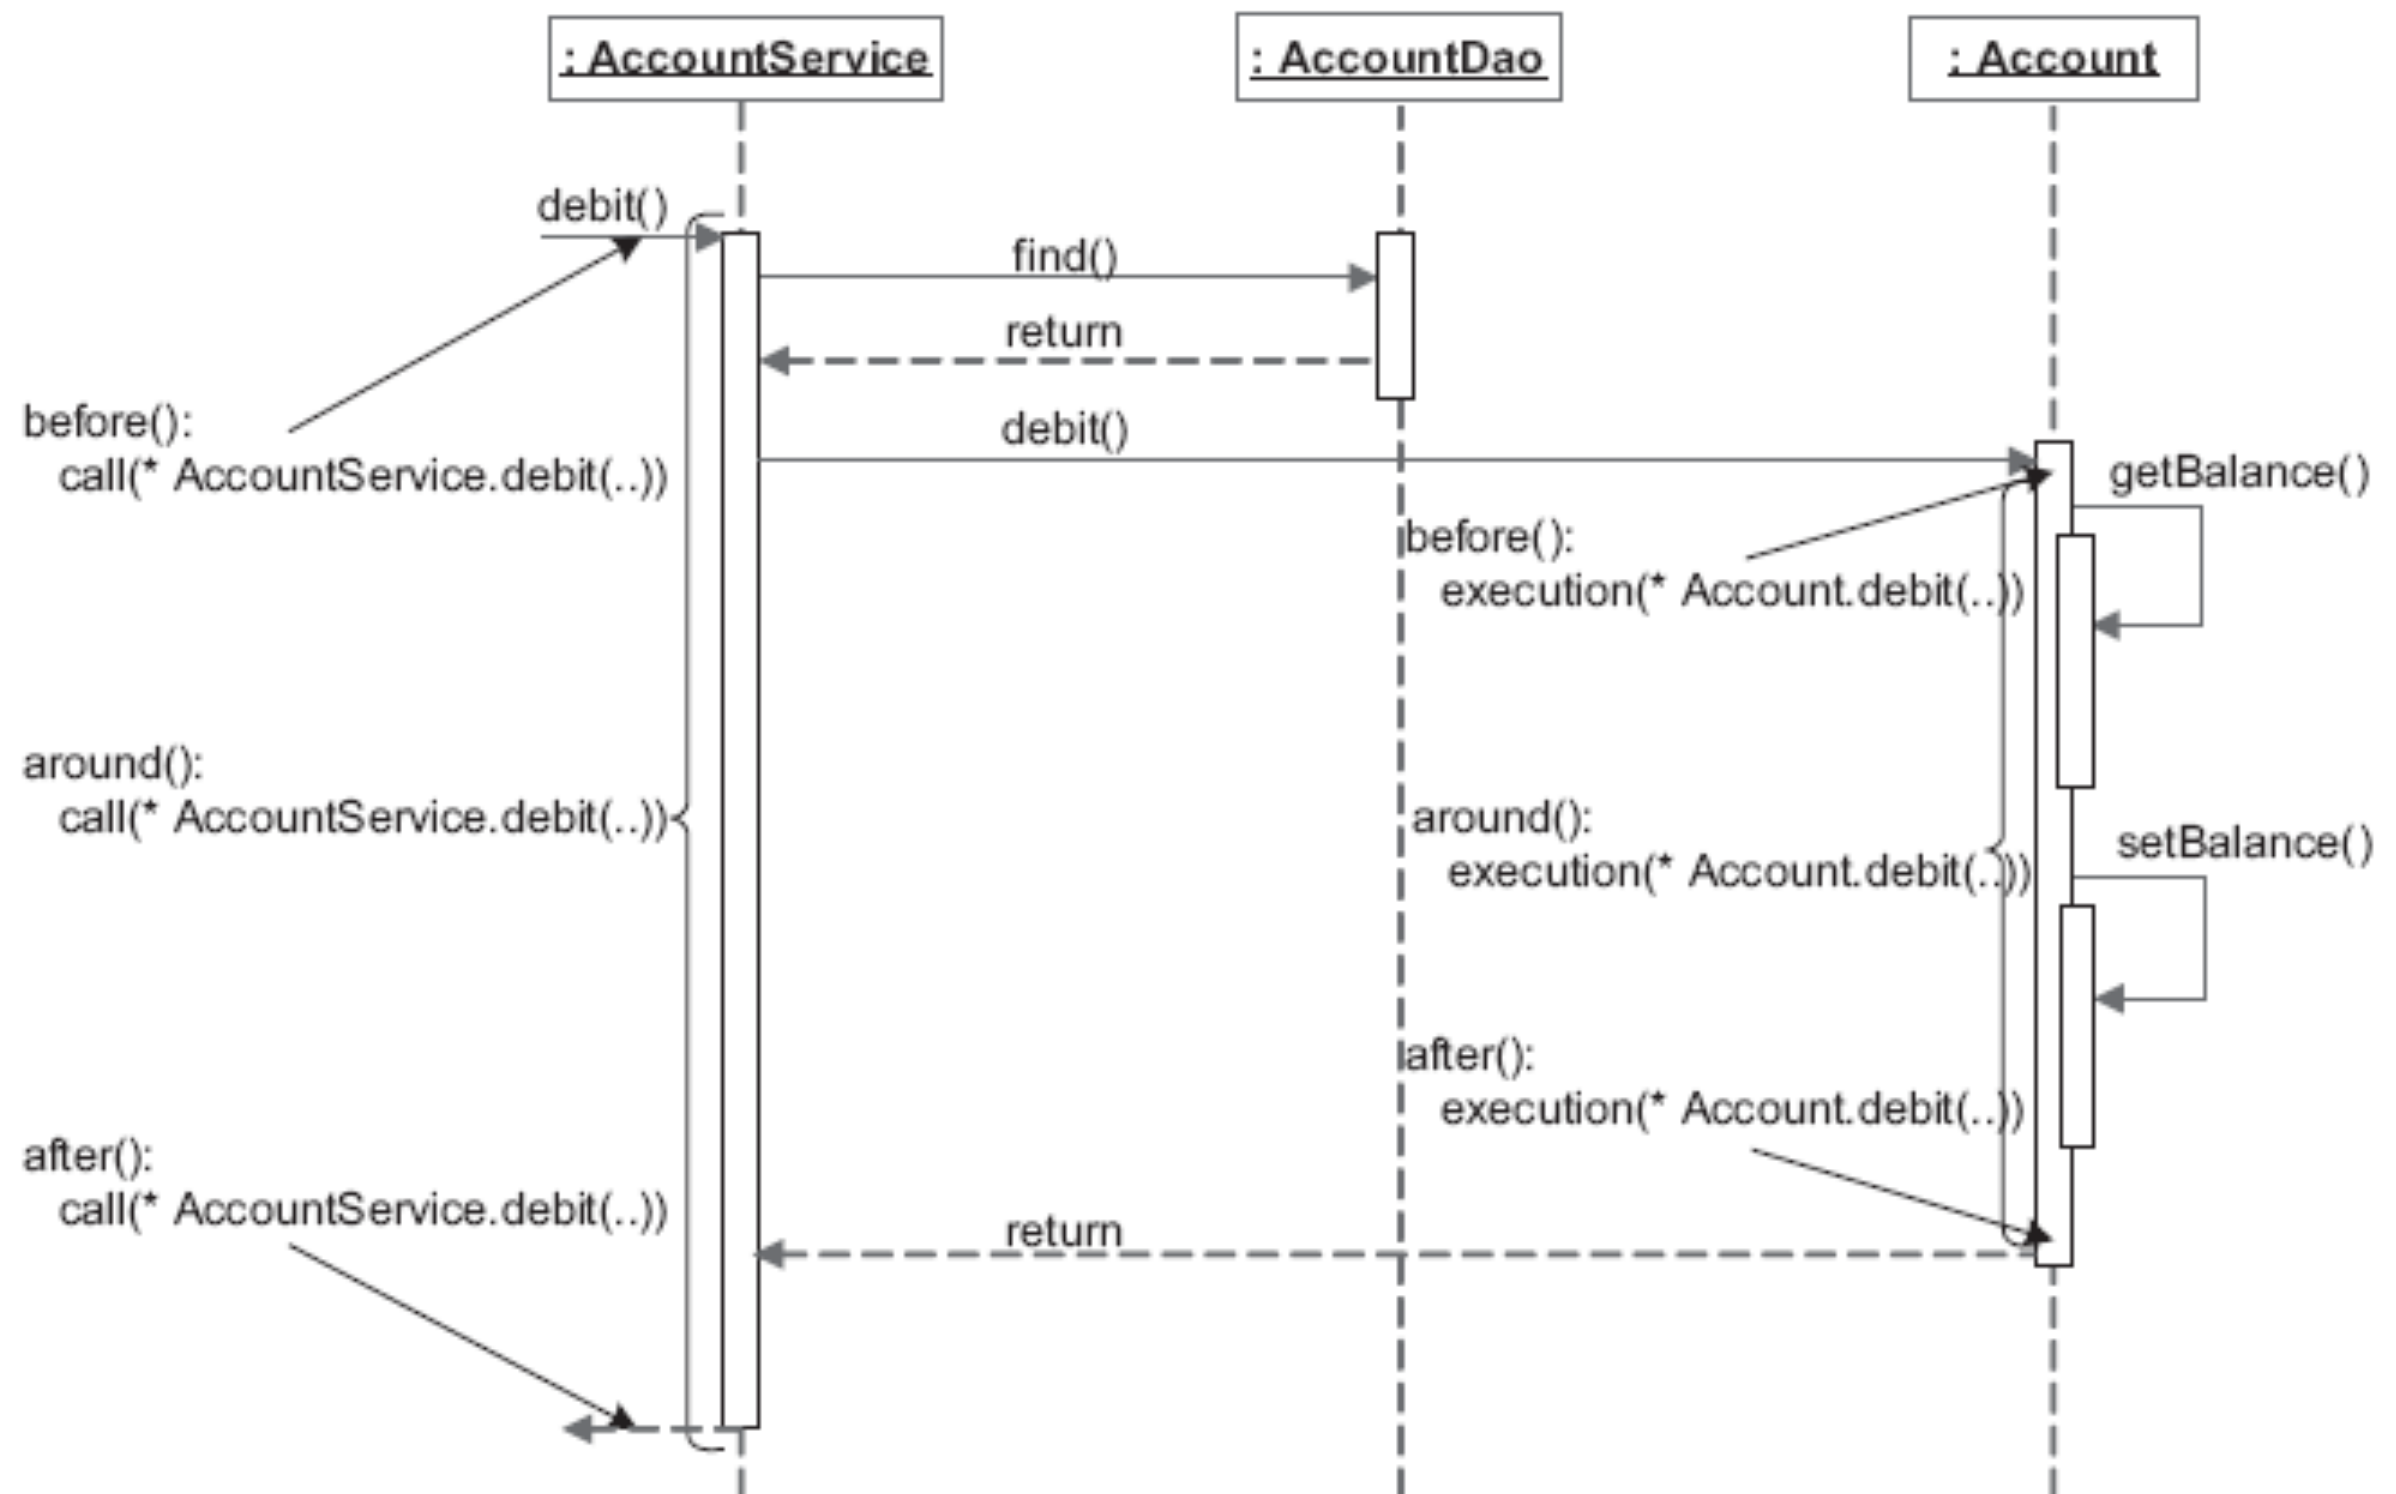 : AccountService
: AccountDao
: Account
debit()
find()
return
before():
call(* AccountService.debit(..))
debit()
getBalance()
before():
execution(* Account.debit(..))
around():
call(* AccountService.debit(..))
around():
execution(* Account.debit(..))
setBalance()
after():
execution(* Account.debit(..))
after():
call(* AccountService.debit(..))
return